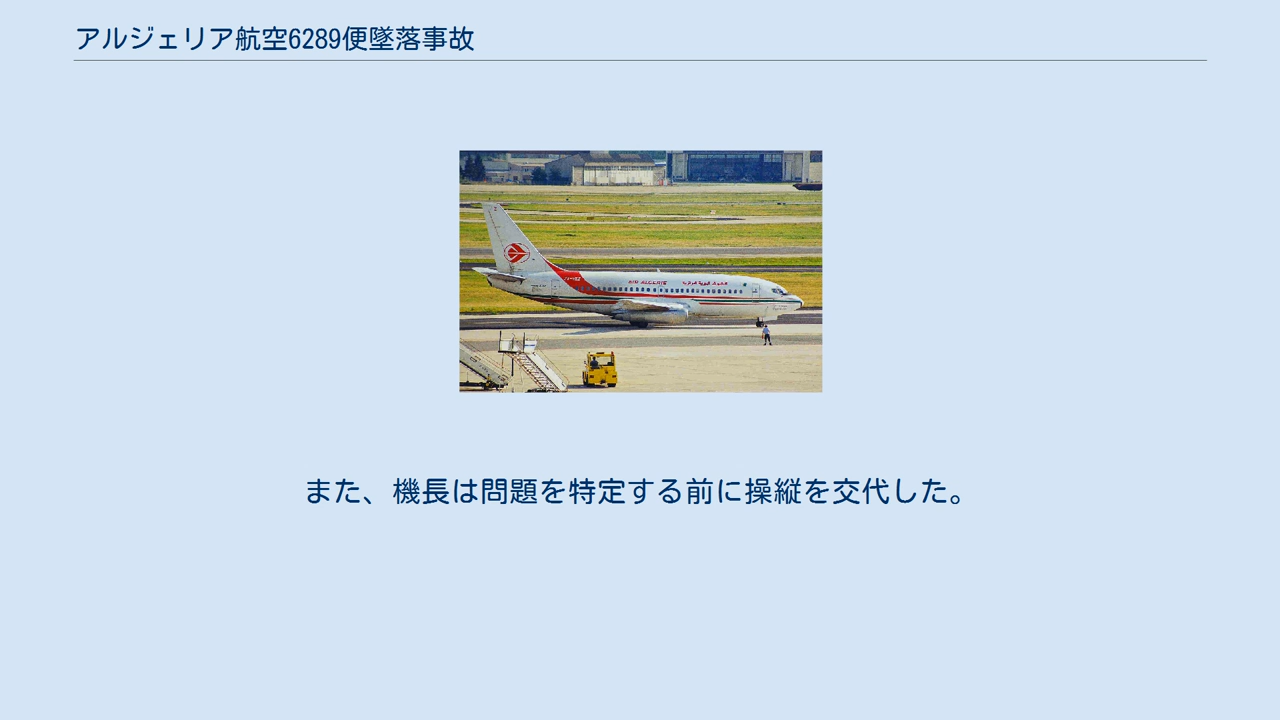 アルジェリア航空6289便墜落事故
AIR ALGERIE
また、機長は問題を特定する前に操縦を交代した。